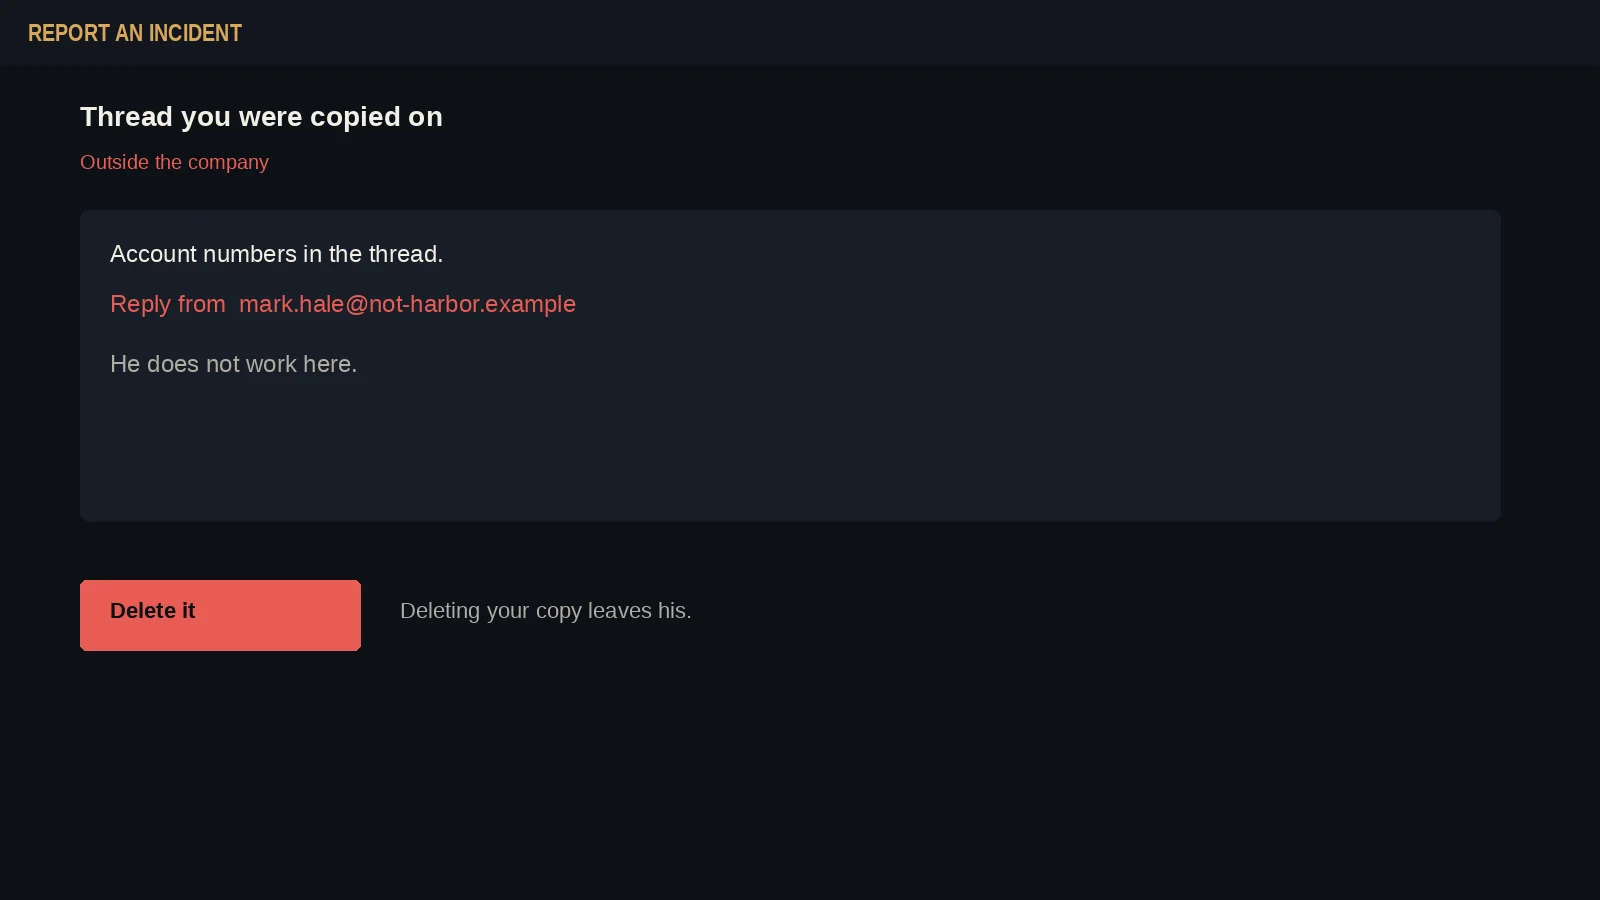 REPORT AN INCIDENT
Thread you were copied on
Outside the company
Account numbers in the thread.
Reply from  mark.hale@not-harbor.example
He does not work here.
Delete it
Deleting your copy leaves his.